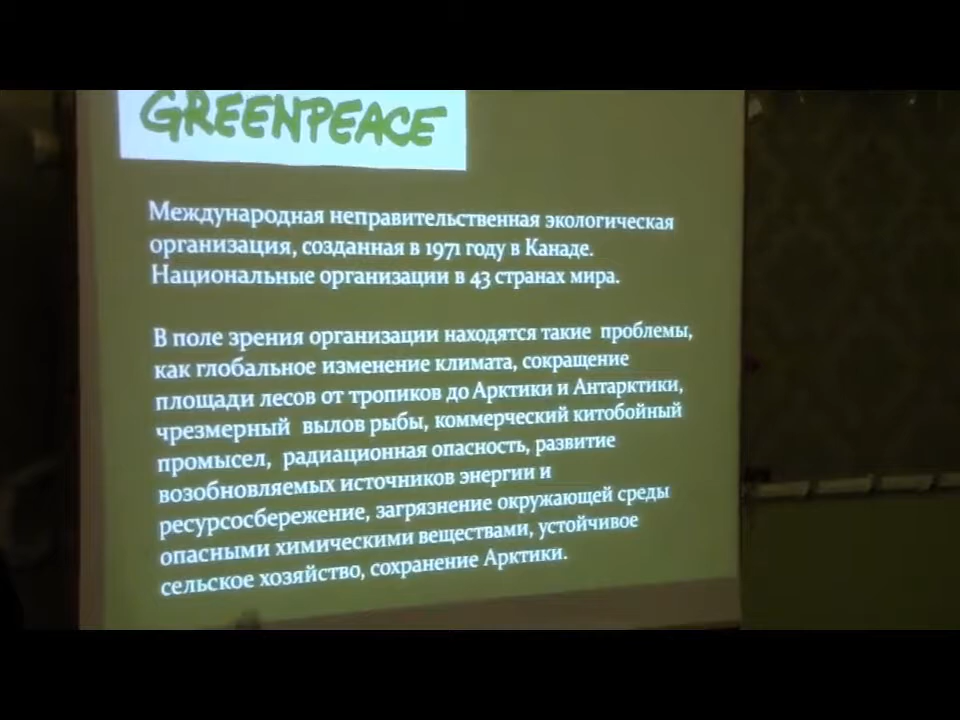 GREENPEACE
Международная неправительственная экологическая
организация, созданная в 1971 году в Канаде.
Национальные организации в 43 странах мира.
В поле зрения организации находятся такие проблемы,
как глобальное изменение климата, сокращение
площади лесов от тропиков до Арктики и Антарктики,
чрезмерный вылов рыбы, коммерческий китобойный
промысел, радиационная опасность, развитие
возобновляемых источников энергии и
ресурсосбережение, загрязнение окружающей среды
опасными химическими веществами, устойчивое
сельское хозяйство, сохранение Арктики.